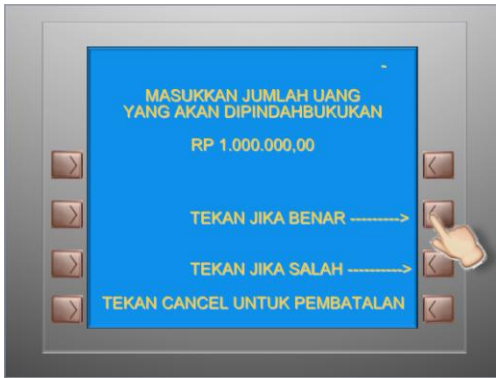 MASUKKAN JUMLAH UANG
YANG AKAN DIPINDAHBUKUKAN
RP 1.000.000,00
TEKAN JIKA BENAR --------->
TEKAN JIKA SALAH --------->
TEKAN CANCEL UNTUK PEMBATALAN